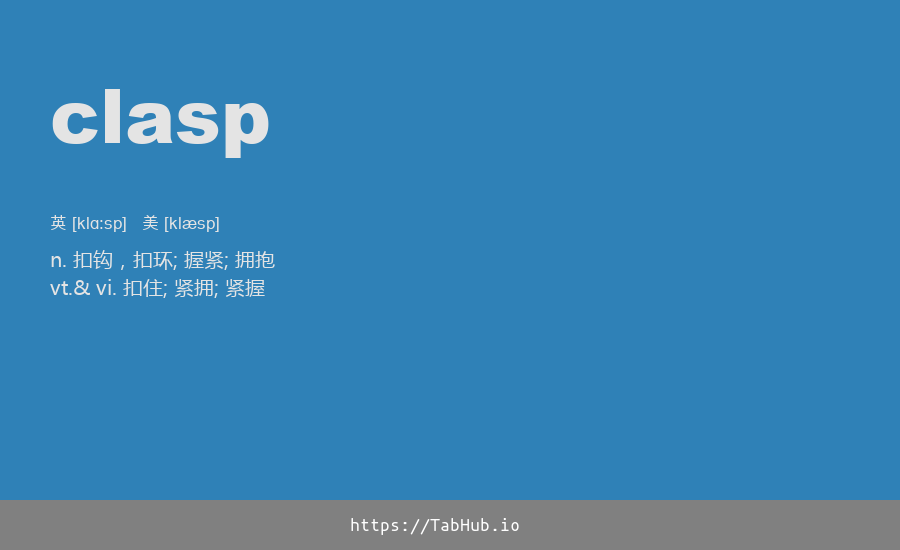 clasp
英 [klɑːsp] 美 [klæsp]
n. 扣钩，扣环; 握紧; 拥抱
vt.& vi. 扣住; 紧拥; 紧握
https://TabHub.io